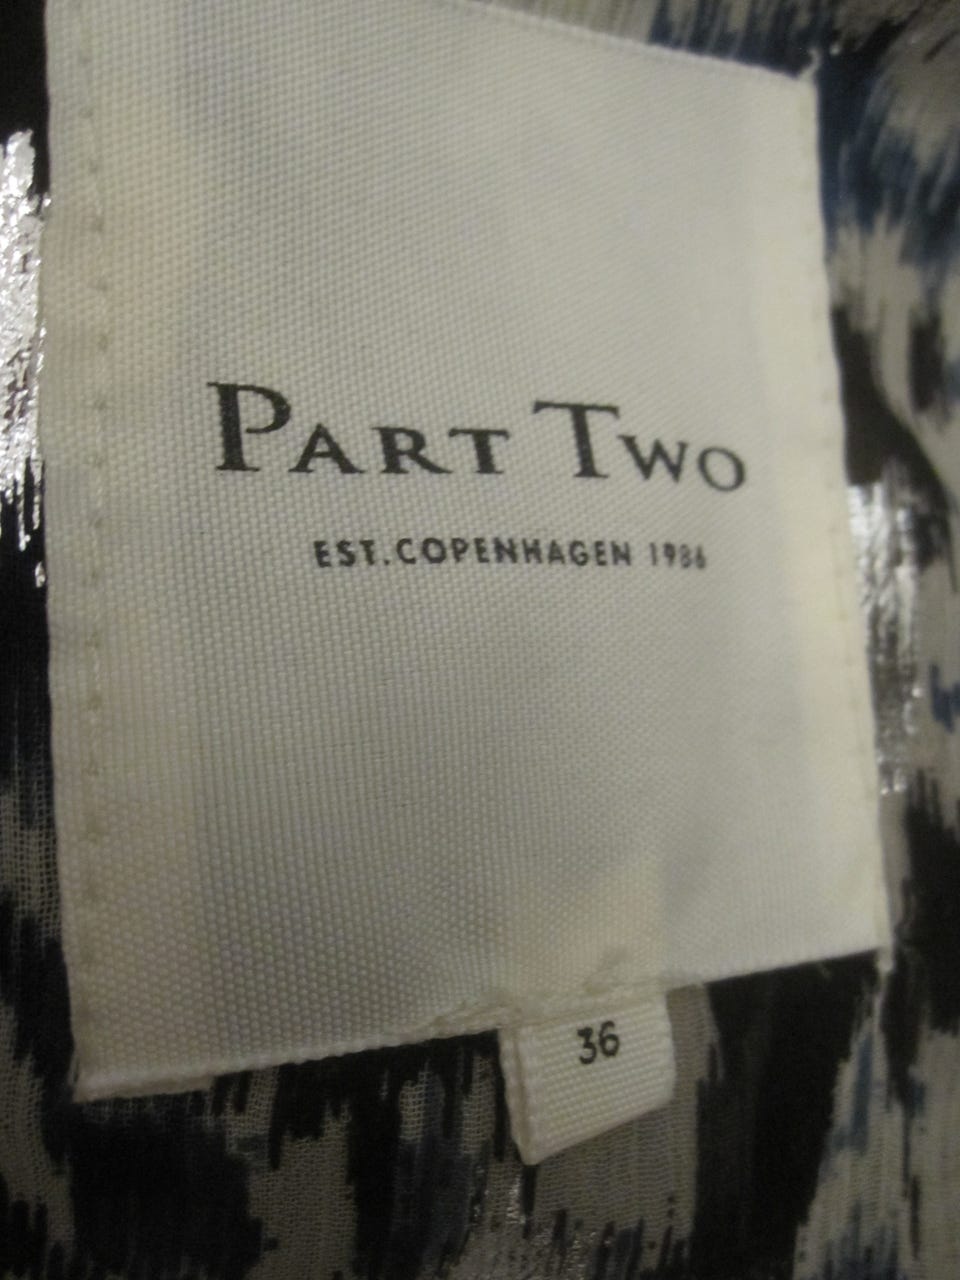 PART TWO
EST.COPENHAGEN 1986
36